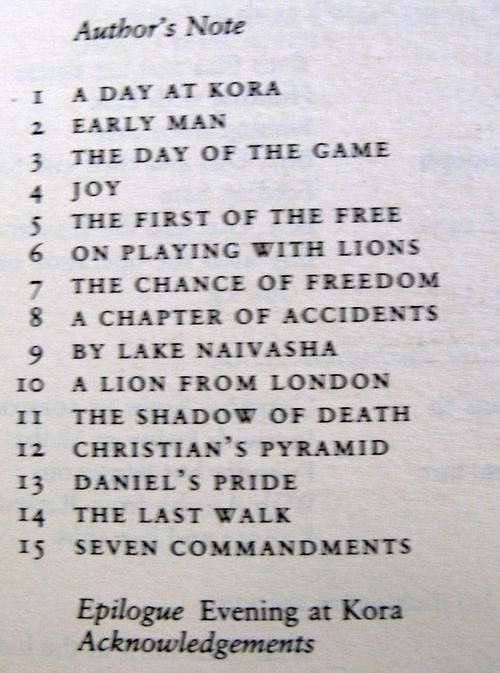 Author's Note
1 A DAY AT KORA
2 EARLY MAN
3 THE DAY OF THE GAME
4 JOY
5 THE FIRST OF THE FREE
6 ON PLAYING WITH LIONS
7 THE CHANCE OF FREEDOM
8 A CHAPTER OF ACCIDENTS
9 BY LAKE NAIVASHA
10 A LION FROM LONDON
11 THE SHADOW OF DEATH
12 CHRISTIAN'S PYRAMID
13 DANIEL'S PRIDE
14 THE LAST WALK
15 SEVEN COMMANDMENTS
Epilogue Evening at Kora
Acknowledgements